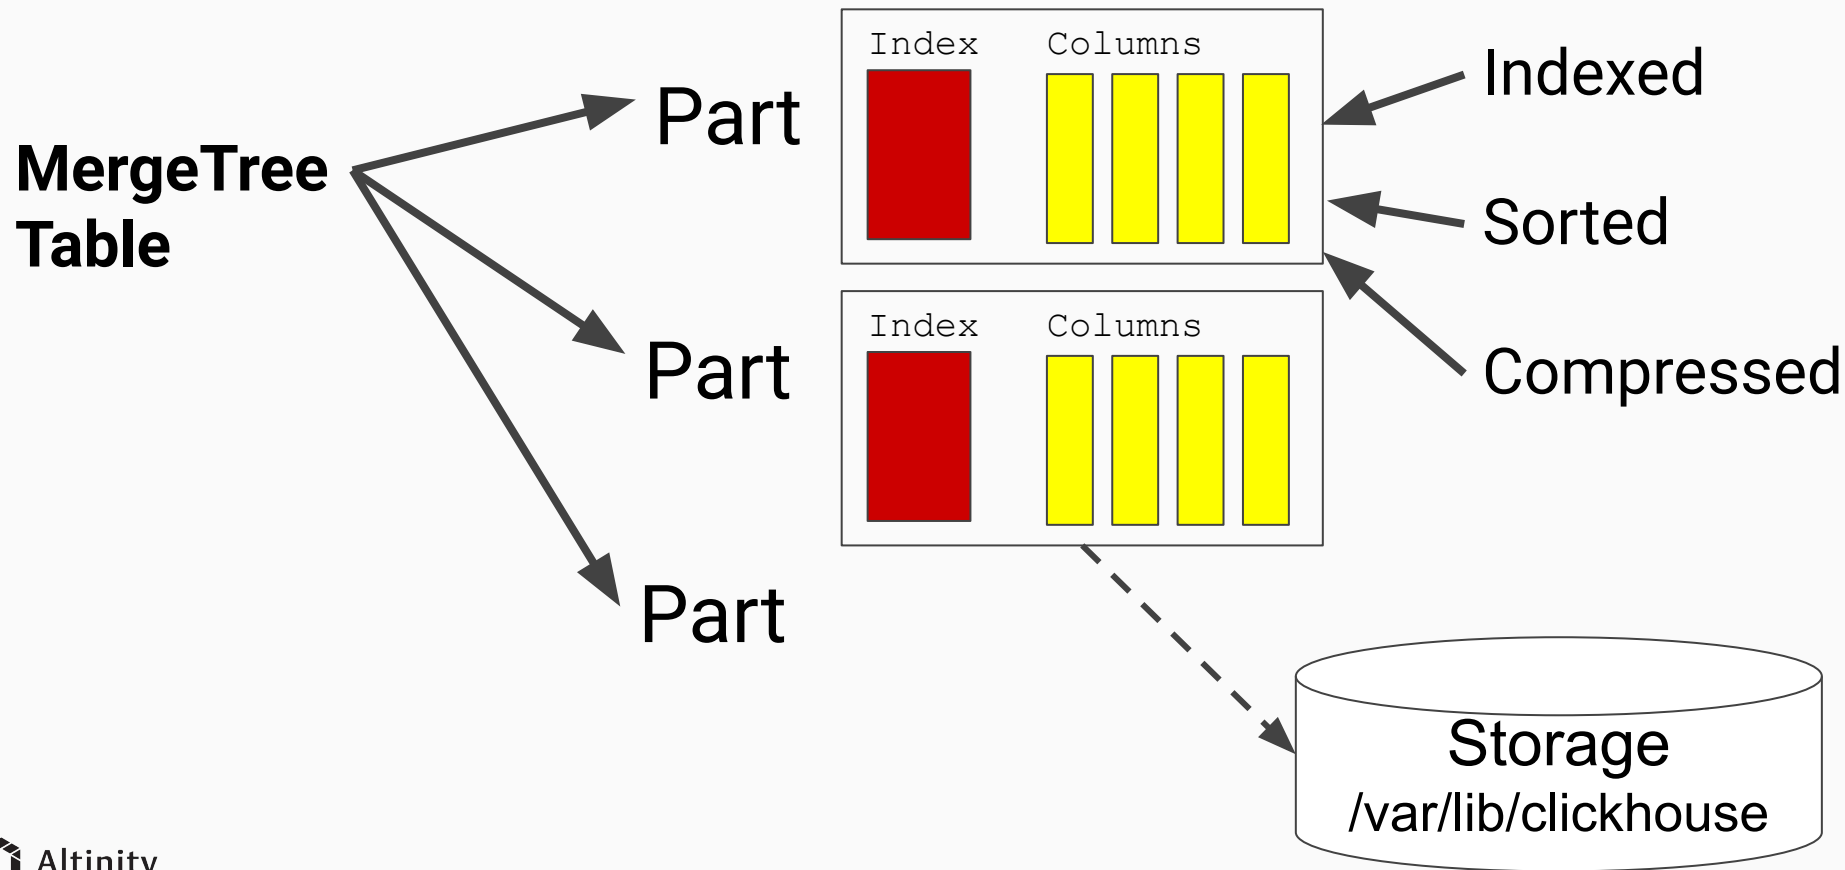 MergeTree
Table
Part
Index Columns
Indexed
Sorted
Compressed
Part
Index Columns
Part
Storage
/var/lib/clickhouse
Altinity